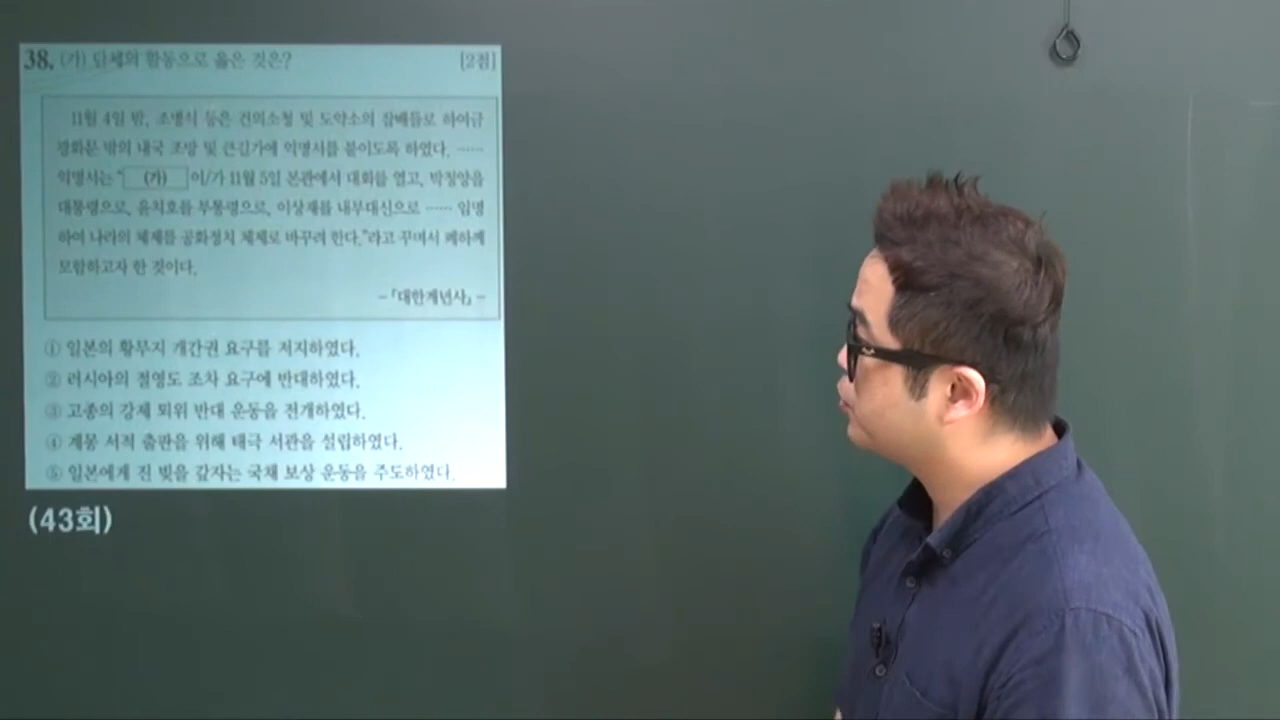 38. (가) 단체의 활동으로 옳은 것은? [2점]
11월 4일 밤, 조병식 등은 건의소청 및 도약소의 잡배들로 하여금
광화문 밖의 내국 조방 및 큰길가에 익명서를 붙이도록 하였다. ……
익명서는 "(가)이/가 11월 5일 본관에서 대회를 열고, 박정양을
대통령으로, 윤치호를 부통령으로, 이상재를 내부대신으로 …… 임명
하여 나라의 체제를 공화정치 체제로 바꾸려 한다."라고 꾸며서 폐하께
모함하고자 한 것이다.
-「대한계년사」-
① 일본의 황무지 개간권 요구를 저지하였다.
② 러시아의 절영도 조차 요구에 반대하였다.
③ 고종의 강제 퇴위 반대 운동을 전개하였다.
④ 계몽 서적 출판을 위해 태극 서관을 설립하였다.
⑤ 일본에게 진 빚을 갚자는 국채 보상 운동을 주도하였다.
(43회)